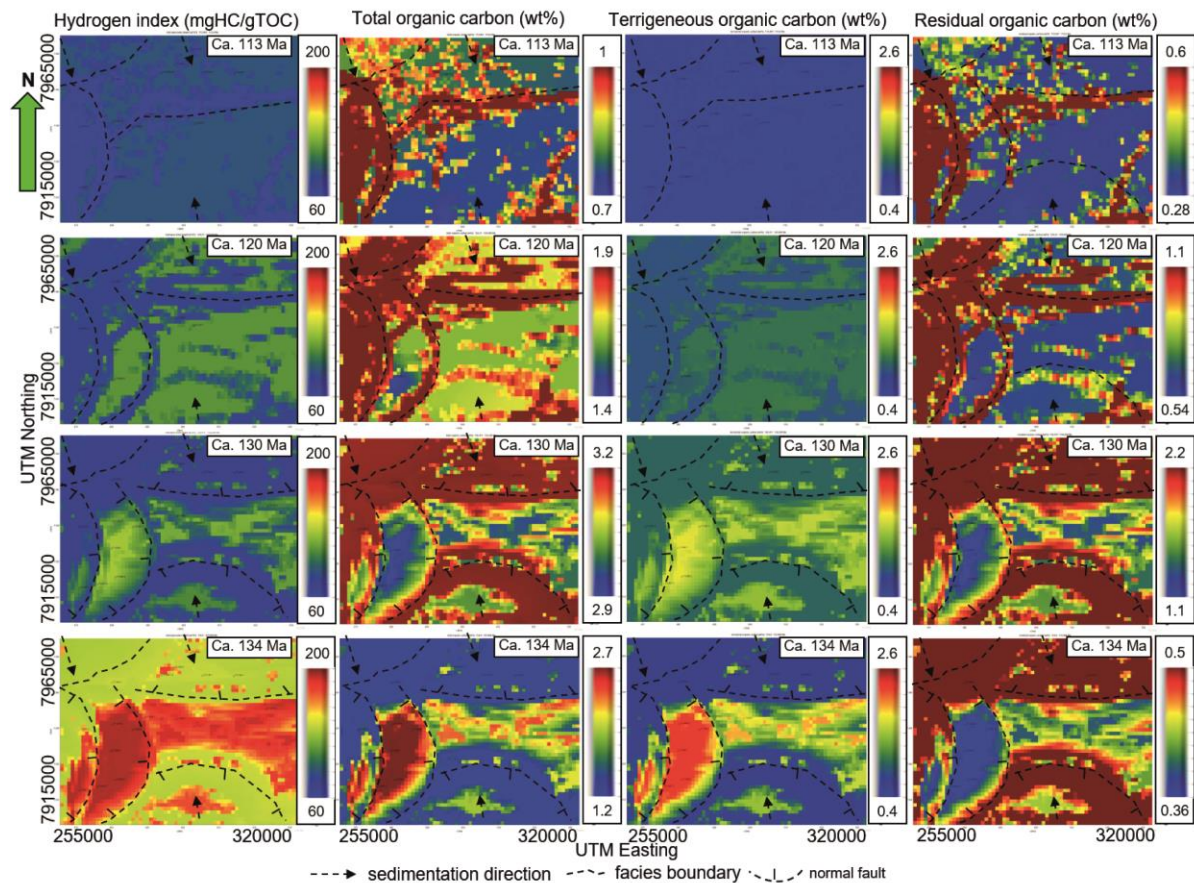 Hydrogen index (mgHC/gTOC) Total organic carbon (wt%) Terrigeneous organic carbon (wt%) Residual organic carbon (wt%)
N
UTM Northing
7965000
7915000
Ca. 113 Ma 200 60
Ca. 113 Ma 1 0.7
Ca. 113 Ma 2.6 0.4
Ca. 113 Ma 0.6 0.28
7965000
7915000
Ca. 120 Ma 200 60
Ca. 120 Ma 1.9 1.4
Ca. 120 Ma 2.6 0.4
Ca. 120 Ma 1.1 0.54
7965000
7915000
Ca. 130 Ma 200 60
Ca. 130 Ma 3.2 2.9
Ca. 130 Ma 2.6 0.4
Ca. 130 Ma 2.2 1.1
7965000
7915000
Ca. 134 Ma 200 60
Ca. 134 Ma 2.7 1.2
Ca. 134 Ma 2.6 0.4
Ca. 134 Ma 0.5 0.36
255000 320000 255000 320000 255000 320000 255000 320000
UTM Easting
sedimentation direction facies boundary normal fault